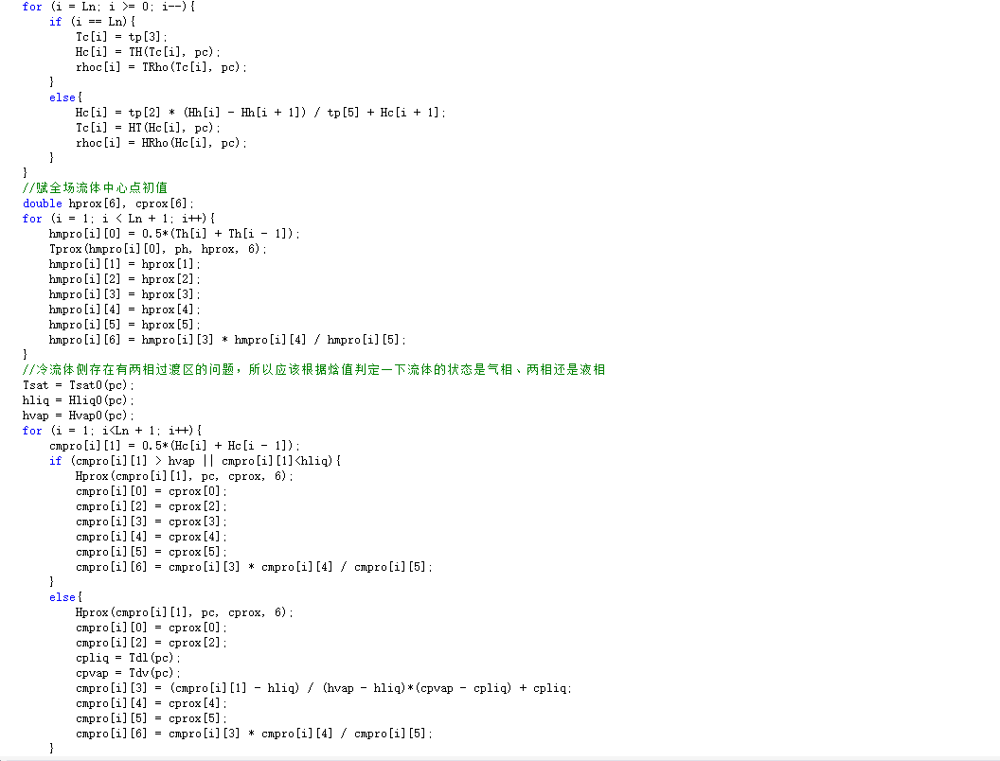 for (i = Ln; i >= 0; i--){
if (i == Ln){
Tc[i] = tp[3];
Hc[i] = TH(Tc[i], pc);
rhoc[i] = TRho(Tc[i], pc);
}
else{
Hc[i] = tp[2] * (Hh[i] - Hh[i + 1]) / tp[5] + Hc[i + 1];
Tc[i] = HT(Hc[i], pc);
rhoc[i] = HRho(Hc[i], pc);
}
}
//赋全场流体中心点初值
double hprox[6], cprox[6];
for (i = 1; i < Ln + 1; i++){
hmpro[i][0] = 0.5*(Th[i] + Th[i - 1]);
Tprox(hmpro[i][0], ph, hprox, 6);
hmpro[i][1] = hprox[1];
hmpro[i][2] = hprox[2];
hmpro[i][3] = hprox[3];
hmpro[i][4] = hprox[4];
hmpro[i][5] = hprox[5];
hmpro[i][6] = hmpro[i][3] * hmpro[i][4] / hmpro[i][5];
}
//冷流体侧存在有两相过渡区的问题，所以应该根据焓值判定一下流体的状态是气相、两相还是液相
Tsat = Tsat0(pc);
hliq = Hliq0(pc);
hvap = Hvap0(pc);
for (i = 1; i<Ln + 1; i++){
cmpro[i][1] = 0.5*(Hc[i] + Hc[i - 1]);
if (cmpro[i][1] > hvap || cmpro[i][1]<hliq){
Hprox(cmpro[i][1], pc, cprox, 6);
cmpro[i][0] = cprox[0];
cmpro[i][2] = cprox[2];
cmpro[i][3] = cprox[3];
cmpro[i][4] = cprox[4];
cmpro[i][5] = cprox[5];
cmpro[i][6] = cmpro[i][3] * cmpro[i][4] / cmpro[i][5];
}
else{
Hprox(cmpro[i][1], pc, cprox, 6);
cmpro[i][0] = cprox[0];
cmpro[i][2] = cprox[2];
cpliq = Tdl(pc);
cpvap = Tdv(pc);
cmpro[i][3] = (cmpro[i][1] - hliq) / (hvap - hliq)*(cpvap - cpliq) + cpliq;
cmpro[i][4] = cprox[4];
cmpro[i][5] = cprox[5];
cmpro[i][6] = cmpro[i][3] * cmpro[i][4] / cmpro[i][5];
}